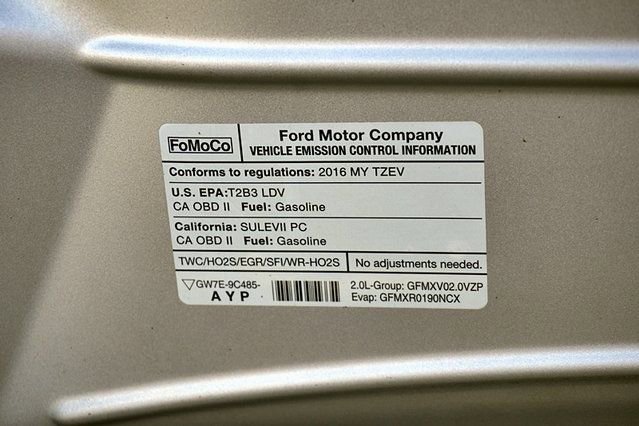 FoMoCo
Ford Motor Company
VEHICLE EMISSION CONTROL INFORMATION
Conforms to regulations: 2016 MY TZEV
U.S. EPA:T2B3 LDV
CA OBD II Fuel: Gasoline
California: SULEVII PC
CA OBD II Fuel: Gasoline
TWC/HO2S/EGR/SFI/WR-HO2S
No adjustments needed.
GW7E-9C485-
AYP
2.0L-Group: GFMXV02.0VZP
Evap: GFMXR0190NCX